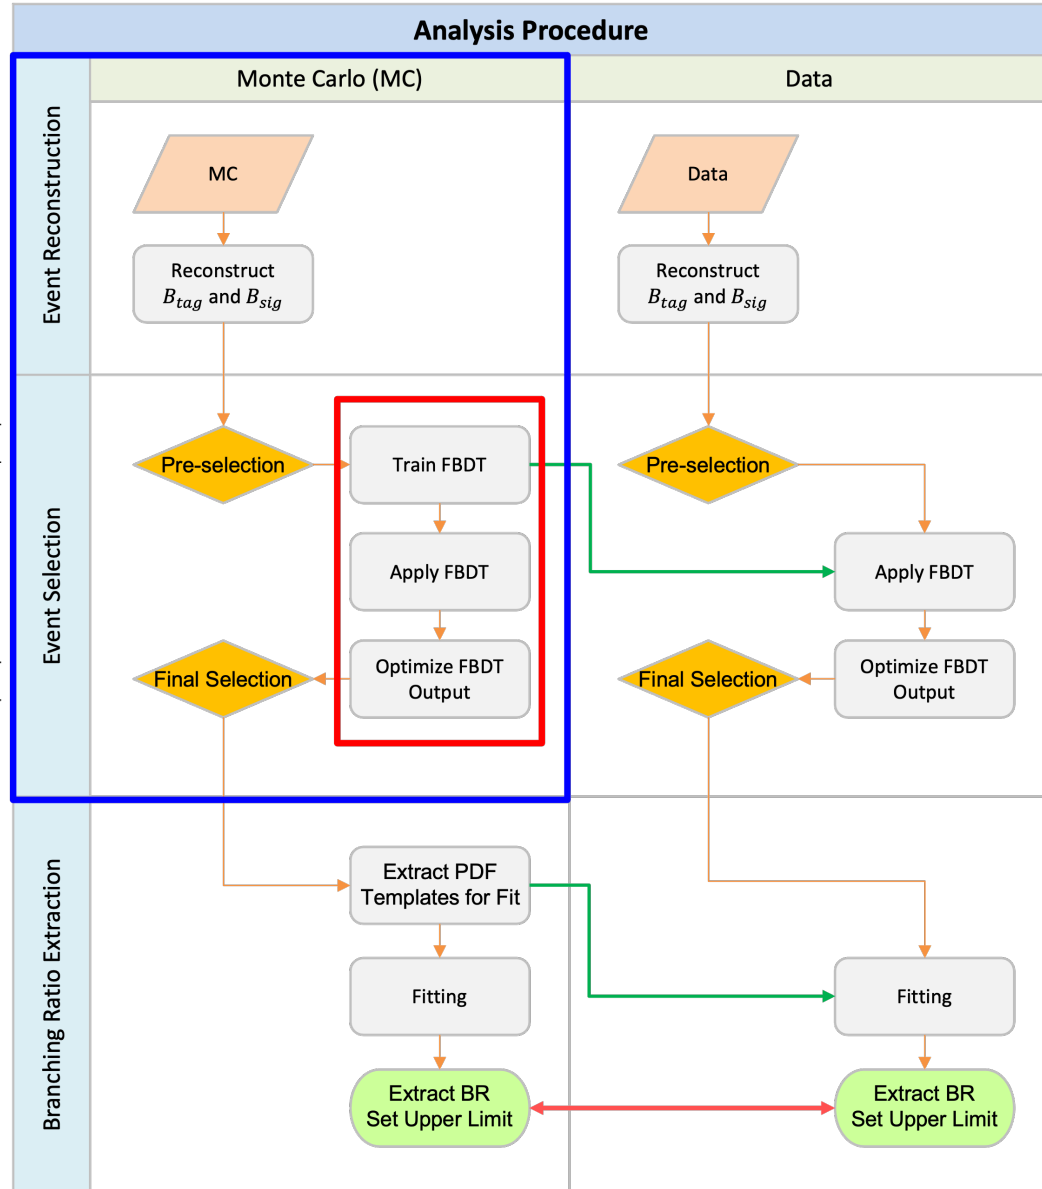 Analysis Procedure
Monte Carlo (MC)
Data
Event Reconstruction
MC
Data
Reconstruct
B_tag and B_sig
Reconstruct
B_tag and B_sig
Event Selection
Pre-selection
Train FBDT
Pre-selection
Apply FBDT
Apply FBDT
Final Selection
Optimize FBDT
Output
Final Selection
Optimize FBDT
Output
Branching Ratio Extraction
Extract PDF
Templates for Fit
Fitting
Fitting
Extract BR
Set Upper Limit
Extract BR
Set Upper Limit